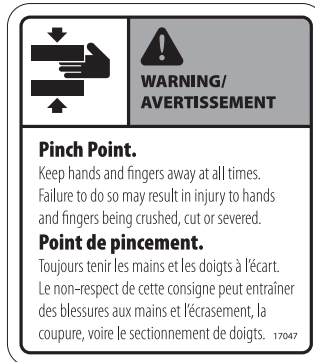 WARNING/
AVERTISSEMENT
Pinch Point.
Keep hands and fingers away at all times.
Failure to do so may result in injury to hands
and fingers being crushed, cut or severed.
Point de pincement.
Toujours tenir les mains et les doigts à l'écart.
Le non-respect de cette consigne peut entraîner
des blessures aux mains et l'écrasement, la
coupure, voire le sectionnement de doigts. 17047